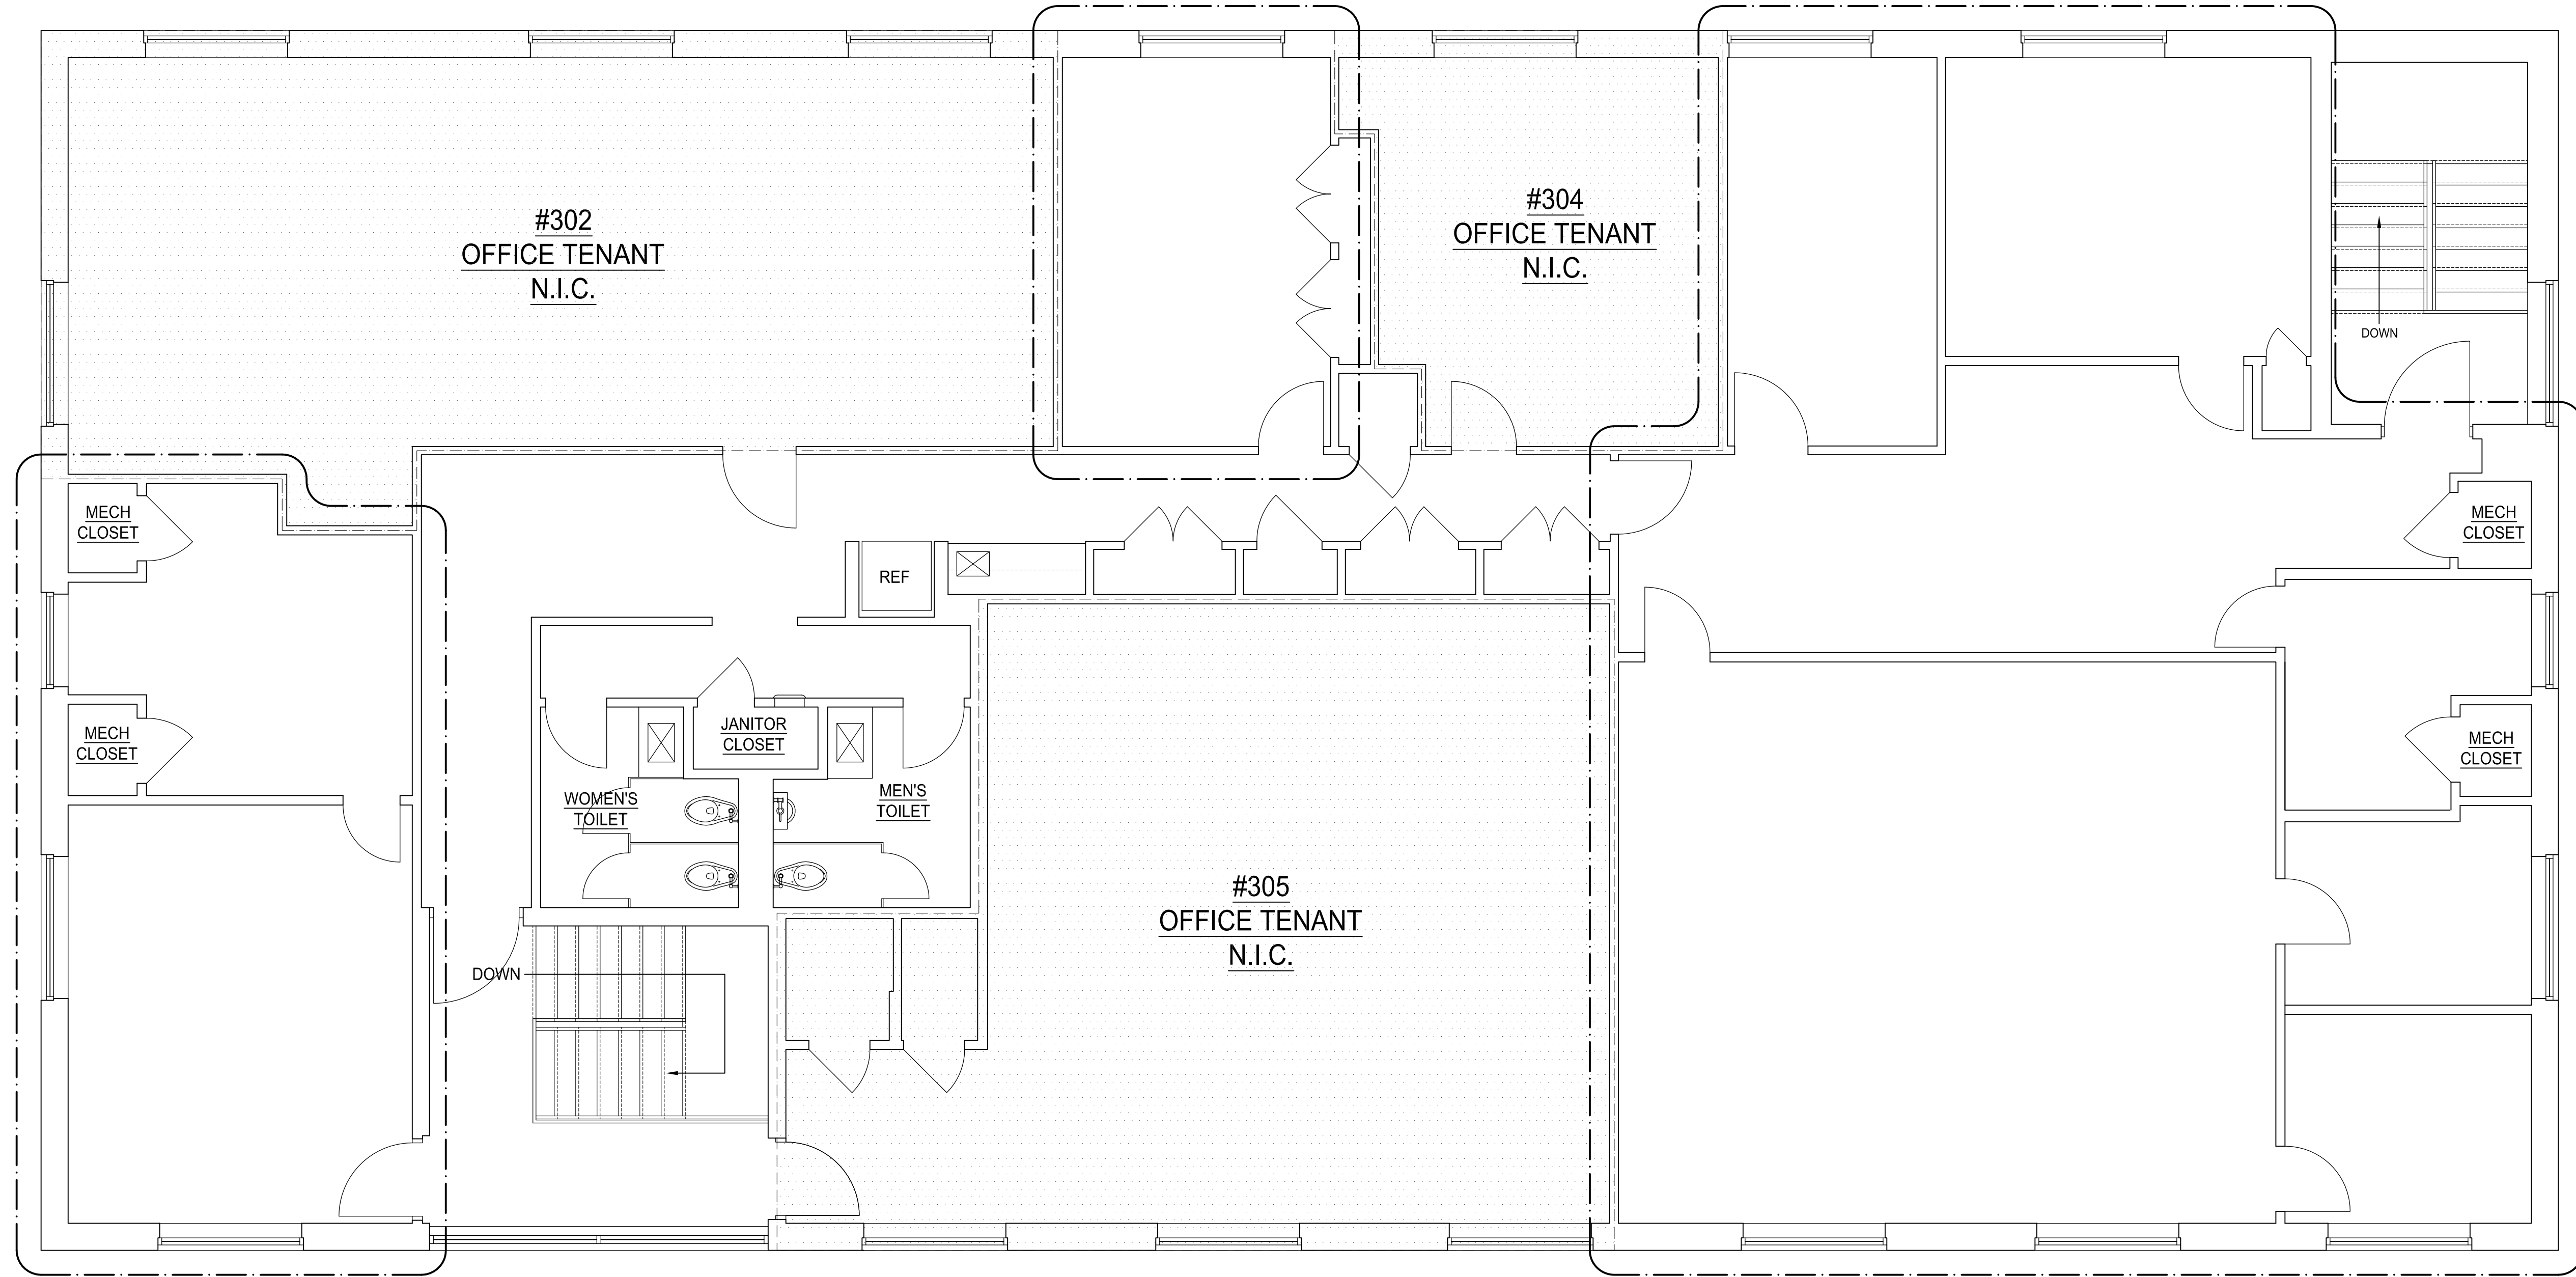 #302
OFFICE TENANT
N.I.C.
#304
OFFICE TENANT
N.I.C.
DOWN
MECH
CLOSET
MECH
CLOSET
REF
MECH
CLOSET
JANITOR
CLOSET
MECH
CLOSET
WOMEN'S
TOILET
MEN'S
TOILET
#305
OFFICE TENANT
N.I.C.
DOWN